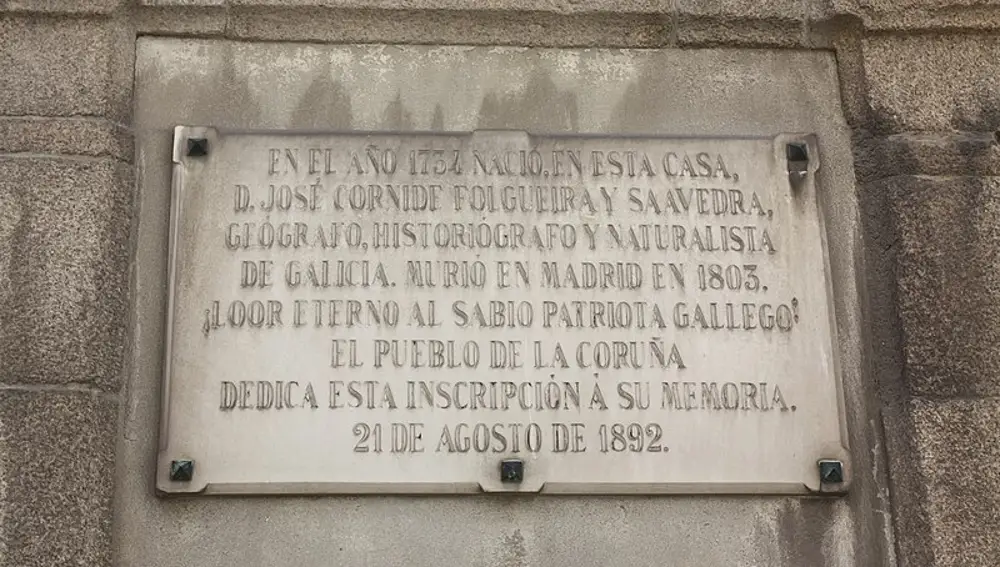 EN EL AÑO 1734 NACIÓ, EN ESTA CASA,
D. JOSÉ CORNIDE FOLGUEIRA Y SAAVEDRA,
GEÓGRAFO, HISTORIÓGRAFO Y NATURALISTA
DE GALICIA. MURIÓ EN MADRID EN 1803.
¡LOOR ETERNO AL SABIO PATRIOTA GALLEGO!
EL PUEBLO DE LA CORUÑA
DEDICA ESTA INSCRIPCIÓN Á SU MEMORIA.
21 DE AGOSTO DE 1892.